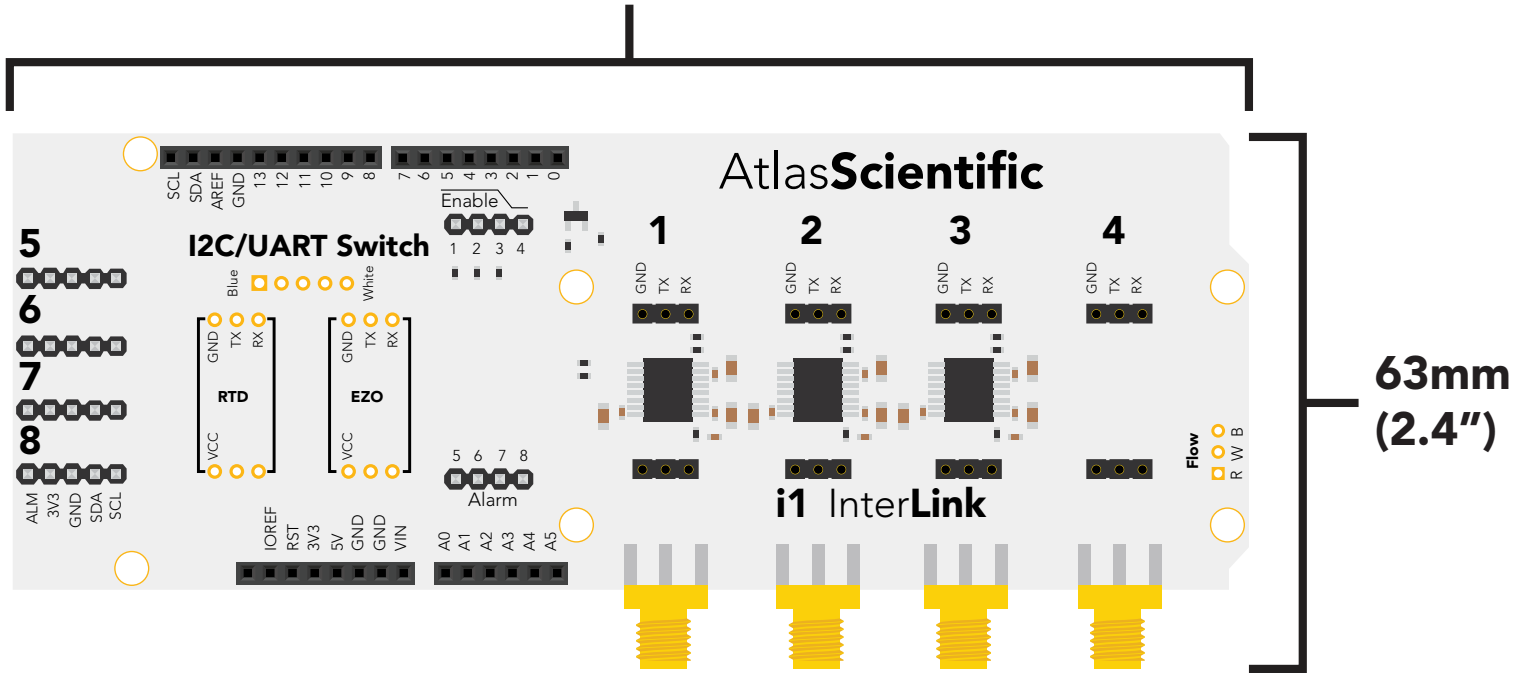 AtlasScientific
SCL
SDA
AREF
GND
13
12
11
10
9
8
7
6
5
4
3
2
1
0
Enable
1 2 3 4
I2C/UART Switch
Blue
White
5
6
7
8
ALM
3V3
GND
SDA
SCL
GND
TX
RX
RTD
VCC
GND
TX
RX
EZO
VCC
5 6 7 8
Alarm
IOREF
RST
3V3
5V
GND
GND
VIN
A0
A1
A2
A3
A4
A5
1
GND
TX
RX
2
GND
TX
RX
3
GND
TX
RX
4
GND
TX
RX
i1 InterLink
Flow
R W B
63mm
(2.4”)